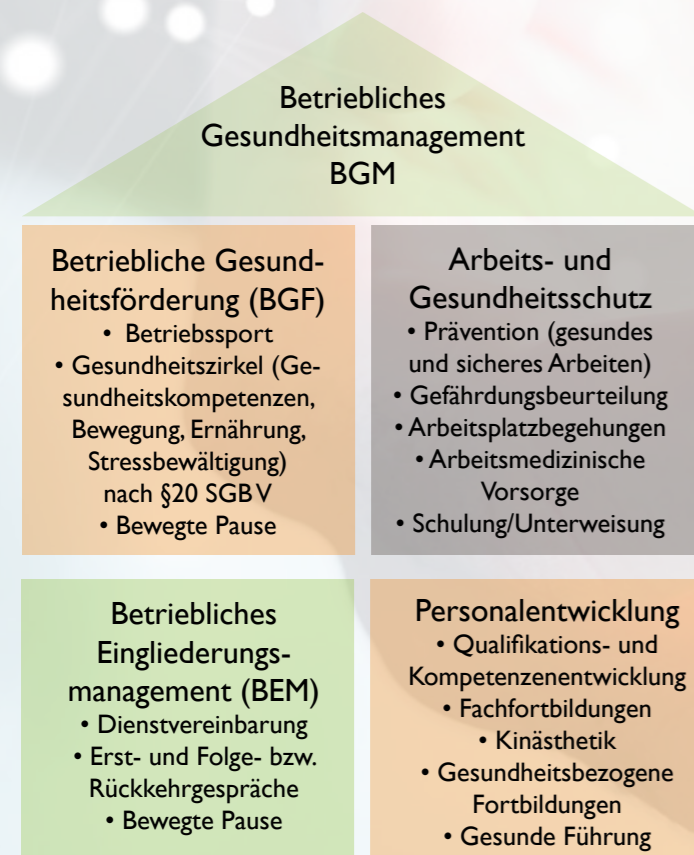 Betriebliches
Gesundheitsmanagement
BGM
Betriebliche Gesund-
heitsförderung (BGF)
• Betriebssport
• Gesundheitszirkel (Ge-
sundheitskompetenzen,
Bewegung, Ernährung,
Stressbewältigung)
nach §20 SGB V
• Bewegte Pause
Arbeits- und
Gesundheitsschutz
• Prävention (gesundes
und sicheres Arbeiten)
• Gefährdungsbeurteilung
• Arbeitsplatzbegehungen
• Arbeitsmedizinische
Vorsorge
• Schulung/Unterweisung
Betriebliches
Eingliederungs-
management (BEM)
• Dienstvereinbarung
• Erst- und Folge- bzw.
Rückkehrgespräche
• Bewegte Pause
Personalentwicklung
• Qualifikations- und
Kompetenzenentwicklung
• Fachfortbildungen
• Kinästhetik
• Gesundheitsbezogene
Fortbildungen
• Gesunde Führung